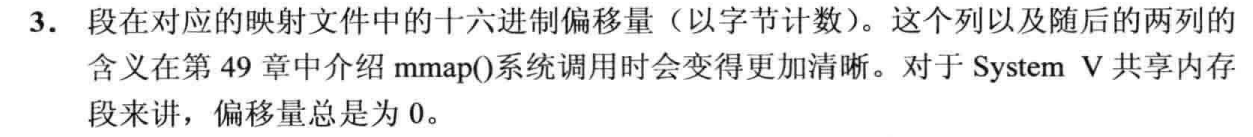 3. 段在对应的映射文件中的十六进制偏移量（以字节计数）。这个列以及随后的两列的
含义在第 49 章中介绍 mmap()系统调用时会变得更加清晰。对于 System V 共享内存
段来讲，偏移量总是为 0。